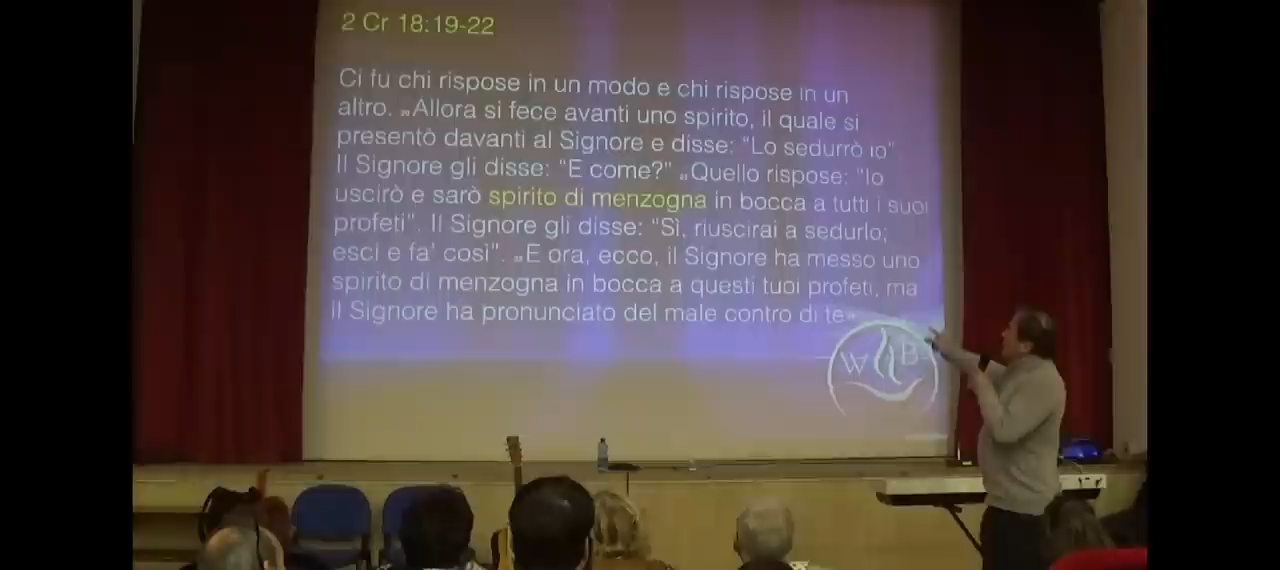 2 Cr 18:19-22
Ci fu chi rispose in un modo e chi rispose in un
altro. Allora si fece avanti uno spirito, il quale si
presentò davanti al Signore e disse: “Lo sedurrò io”.
Il Signore gli disse: “E come?” Quello rispose: “Io
uscirò e sarò spirito di menzogna in bocca a tutti i suoi
profeti”. Il Signore gli disse: “Sì, riuscirai a sedurlo;
esci e fa' così”. E ora, ecco, il Signore ha messo uno
spirito di menzogna in bocca a questi tuoi profeti, ma
il Signore ha pronunciato del male contro di te»
W B